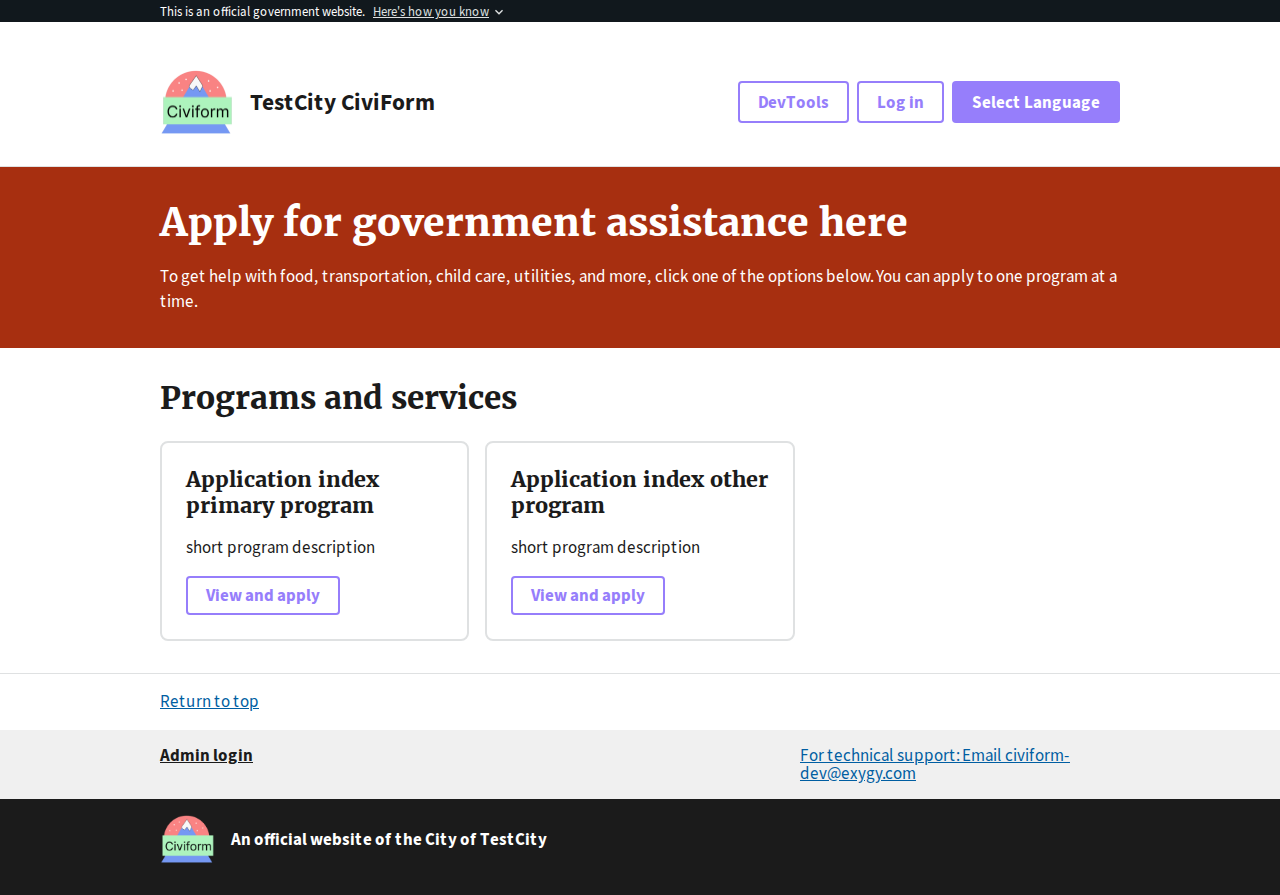 This is an official government website. Here's how you know
Civiform
TestCity CiviForm
DevTools
Log in
Select Language
Apply for government assistance here
To get help with food, transportation, child care, utilities, and more, click one of the options below. You can apply to one program at a
time.
Programs and services
Application index
primary program
short program description
View and apply
Application index other
program
short program description
View and apply
Return to top
Admin login
For technical support: Email civiform-
dev@exygy.com
Civiform
An official website of the City of TestCity